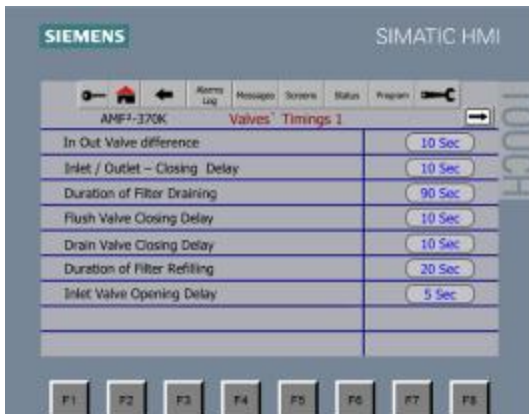 SIEMENS
SIMATIC HMI
TOUCH
Alarms Log
Messages
Screens
Status
Program
AMF²-370K
Valves` Timings 1
In Out Valve difference 10 Sec
Inlet / Outlet – Closing Delay 10 Sec
Duration of Filter Draining 90 Sec
Flush Valve Closing Delay 10 Sec
Drain Valve Closing Delay 10 Sec
Duration of Filter Refilling 20 Sec
Inlet Valve Opening Delay 5 Sec
F1 F2 F3 F4 F5 F6 F7 F8